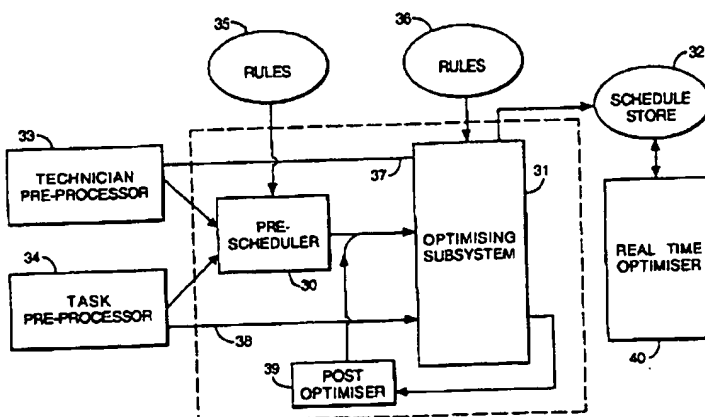 35
RULES
36
RULES
32
SCHEDULE
STORE
33
TECHNICIAN
PRE-PROCESSOR
37
31
PRE-
SCHEDULER
30
OPTIMISING
SUBSYSTEM
REAL TIME
OPTIMISER
40
34
TASK
PRE-PROCESSOR
38
39
POST
OPTIMISER